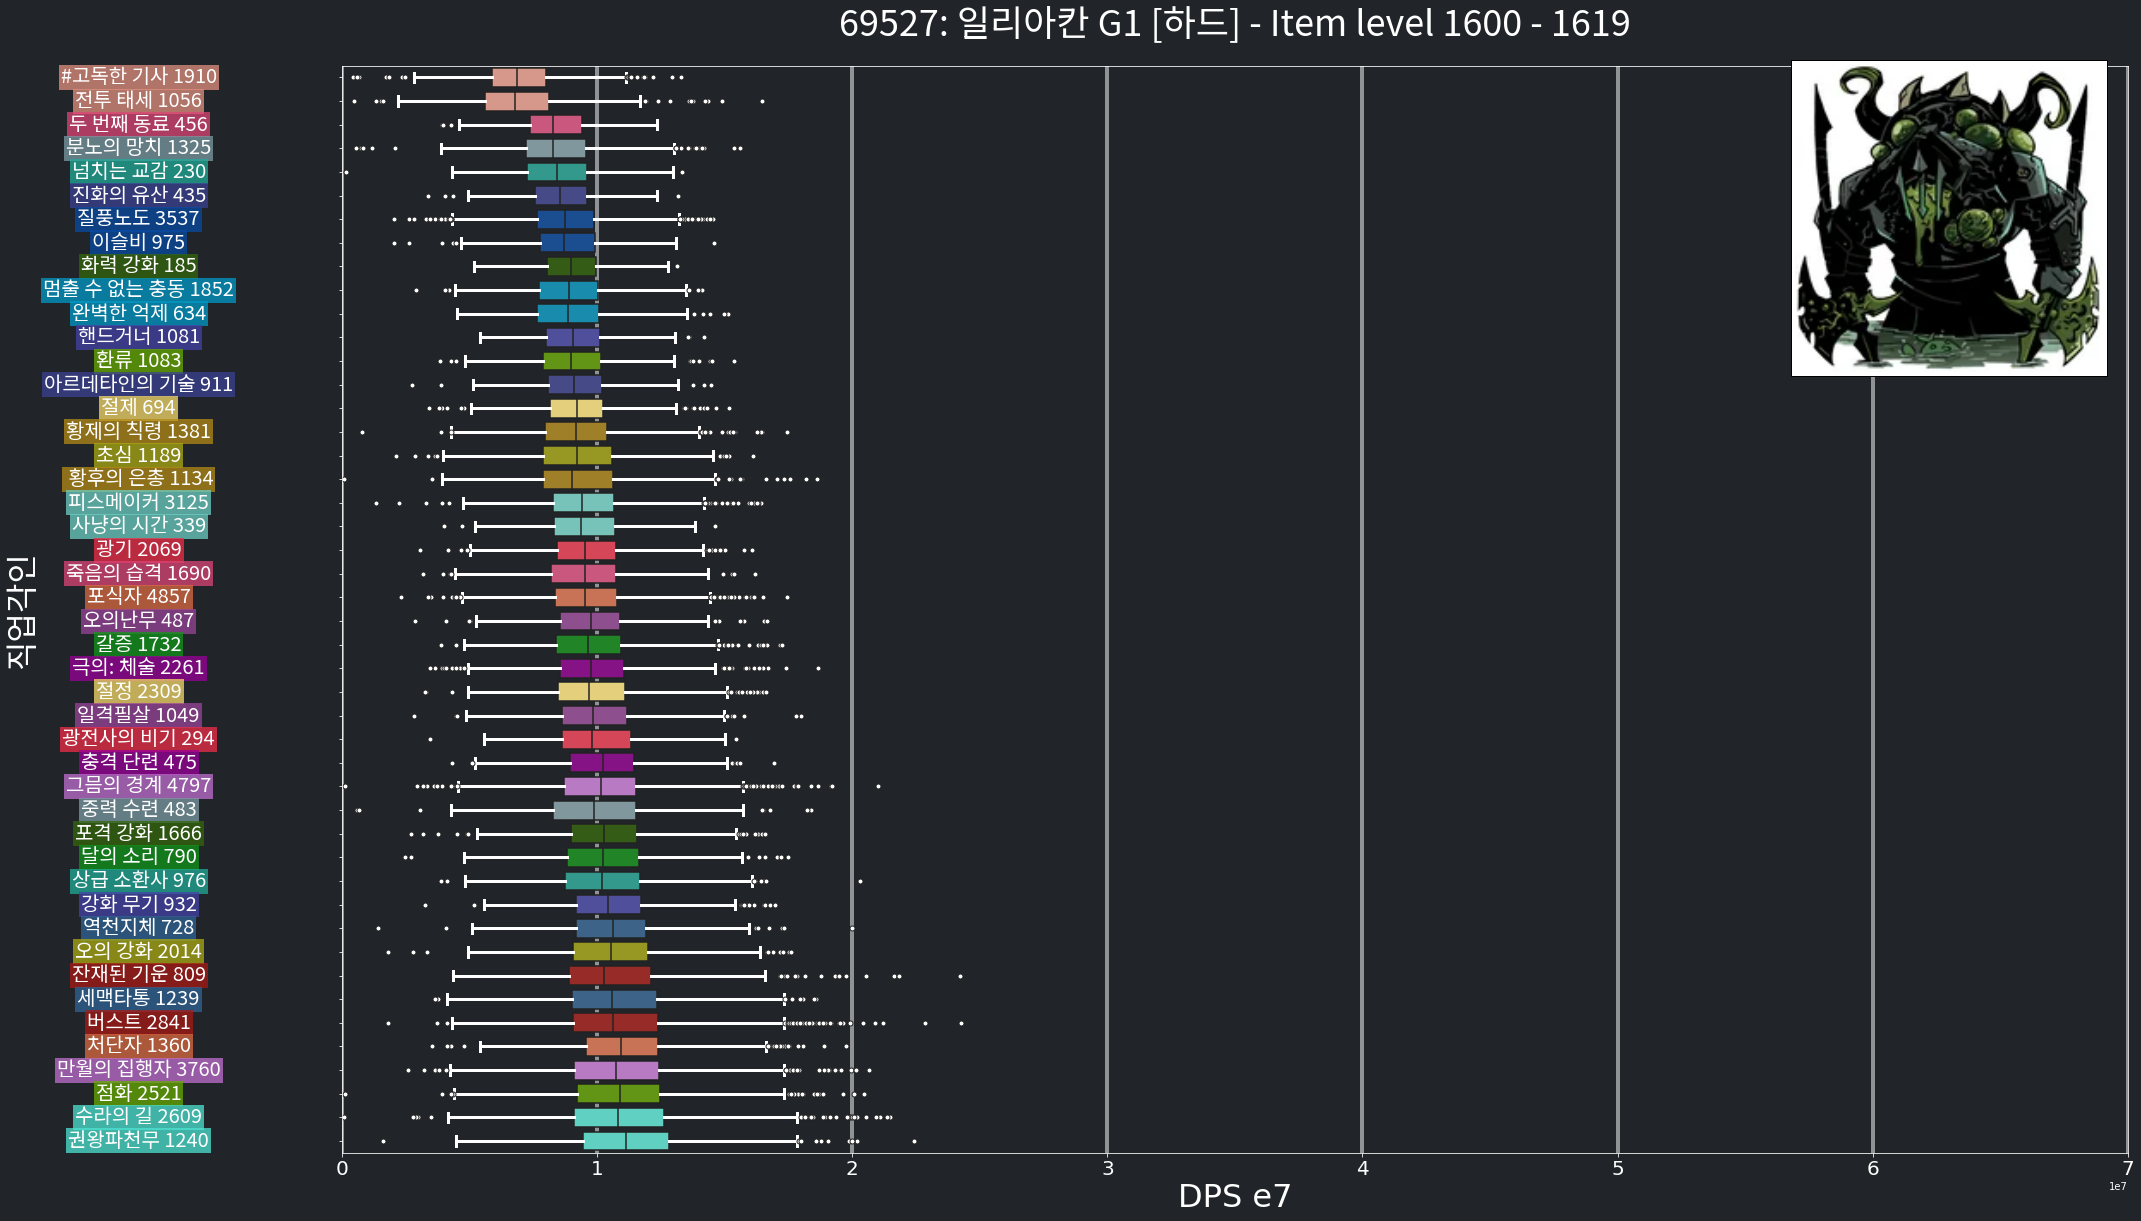 69527: 일리아칸 G1 [하드] - Item level 1600 - 1619
직업각인
#고독한 기사 1910
전투 태세 1056
두 번째 동료 456
분노의 망치 1325
넘치는 교감 230
진화의 유산 435
질풍노도 3537
이슬비 975
화력 강화 185
멈출 수 없는 충동 1852
완벽한 억제 634
핸드거너 1081
환류 1083
아르데타인의 기술 911
절제 694
황제의 칙령 1381
초심 1189
황후의 은총 1134
피스메이커 3125
사냥의 시간 339
광기 2069
죽음의 습격 1690
포식자 4857
오의난무 487
갈증 1732
극의: 체술 2261
절정 2309
일격필살 1049
광전사의 비기 294
충격 단련 475
그믐의 경계 4797
중력 수련 483
포격 강화 1666
달의 소리 790
상급 소환사 976
강화 무기 932
역천지체 728
오의 강화 2014
잔재된 기운 809
세맥타통 1239
버스트 2841
처단자 1360
만월의 집행자 3760
점화 2521
수라의 길 2609
권왕파천무 1240
0 1 2 3 4 5 6 7
1e7
DPS e7